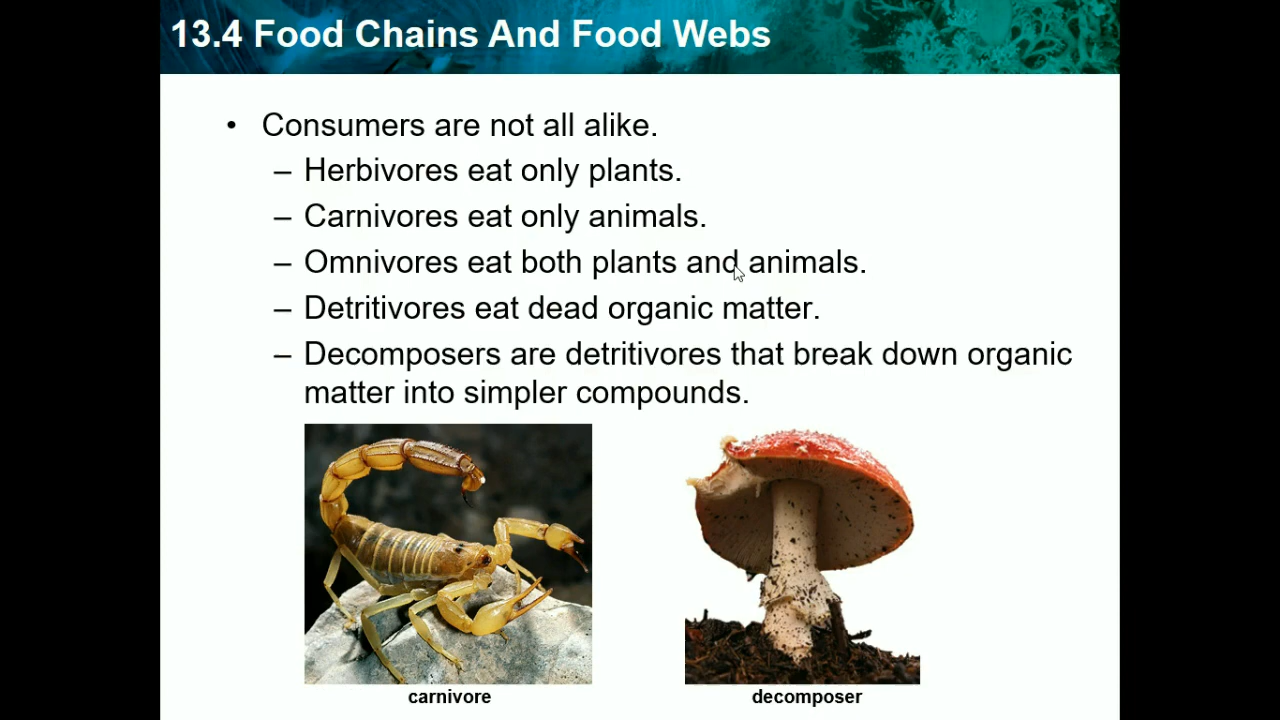 13.4 Food Chains And Food Webs
• Consumers are not all alike.
– Herbivores eat only plants.
– Carnivores eat only animals.
– Omnivores eat both plants and animals.
– Detritivores eat dead organic matter.
– Decomposers are detritivores that break down organic
matter into simpler compounds.
carnivore
decomposer